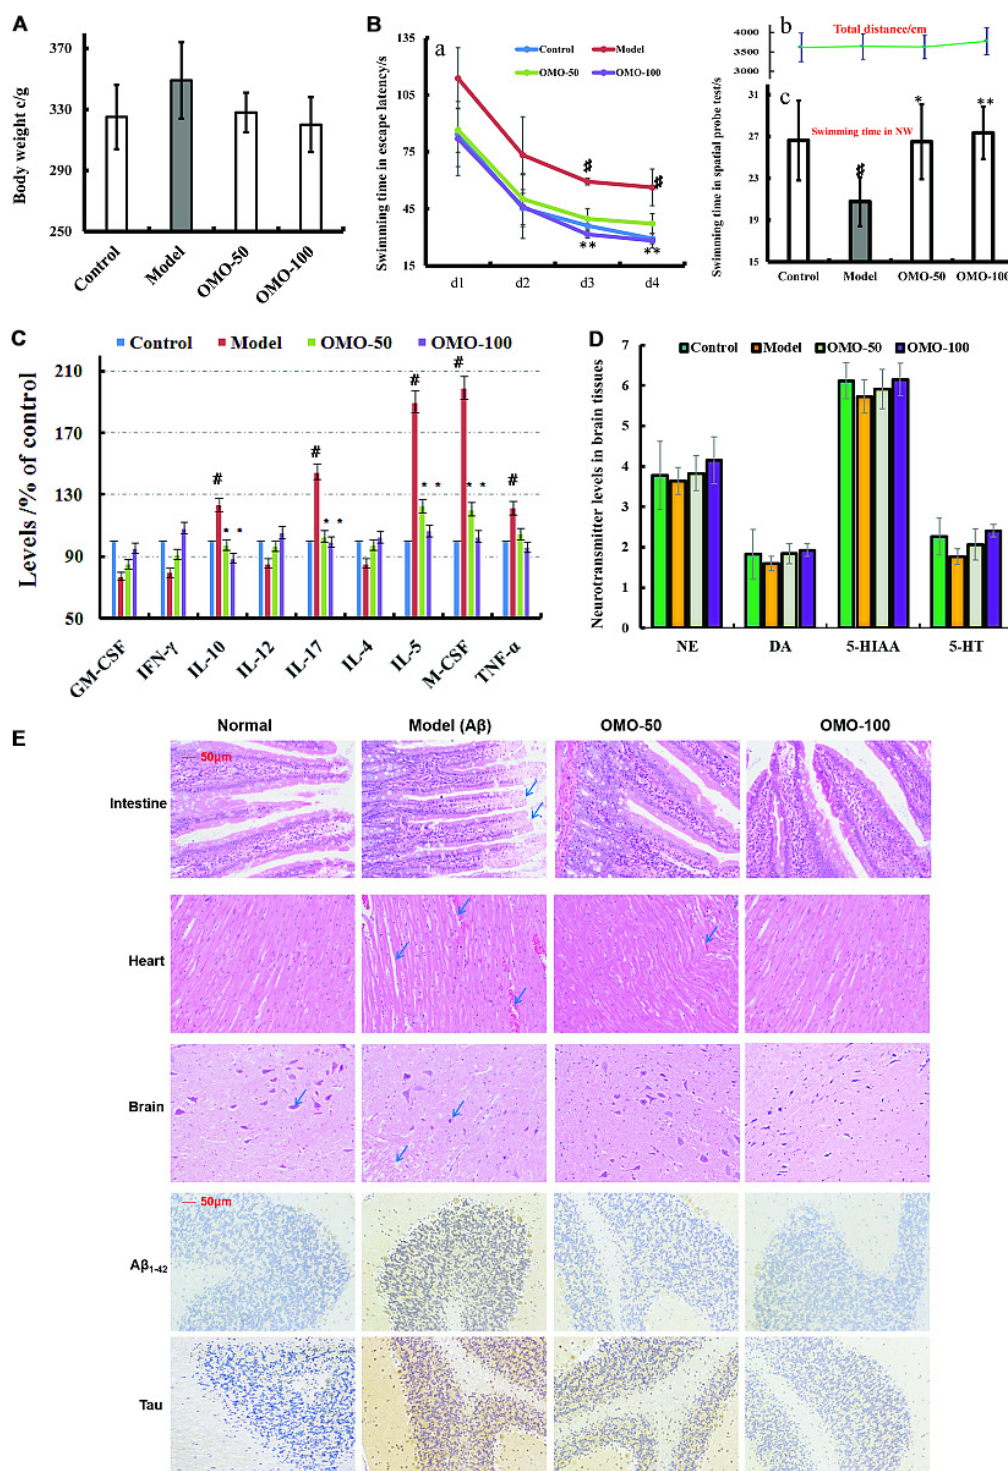 A
Body weight c/g
370
330
290
250
Control
Model
OMO-50
OMO-100
B
a
Swimming time in escape latency/s
135
105
75
45
15
Control
Model
OMO-50
OMO-100
#
#
**
**
d1
d2
d3
d4
b
Total distance/cm
4000
3500
3000
c
Swimming time in spatial probe test/s
27
24
21
18
15
Swimming time in NW
#
*
**
Control
Model
OMO-50
OMO-100
C
Control
Model
OMO-50
OMO-100
Levels /% of control
210
170
130
90
50
#
* *
#
* *
#
* *
#
* *
#
GM-CSF
IFN-γ
IL-10
IL-12
IL-17
IL-4
IL-5
M-CSF
TNF-α
D
Control
Model
OMO-50
OMO-100
Neurotransmitter levels in brain tissues
7
6
5
4
3
2
1
0
NE
DA
5-HIAA
5-HT
E
Normal
Model (Aβ)
OMO-50
OMO-100
Intestine
50μm
Heart
Brain
Aβ1-42
50μm
Tau